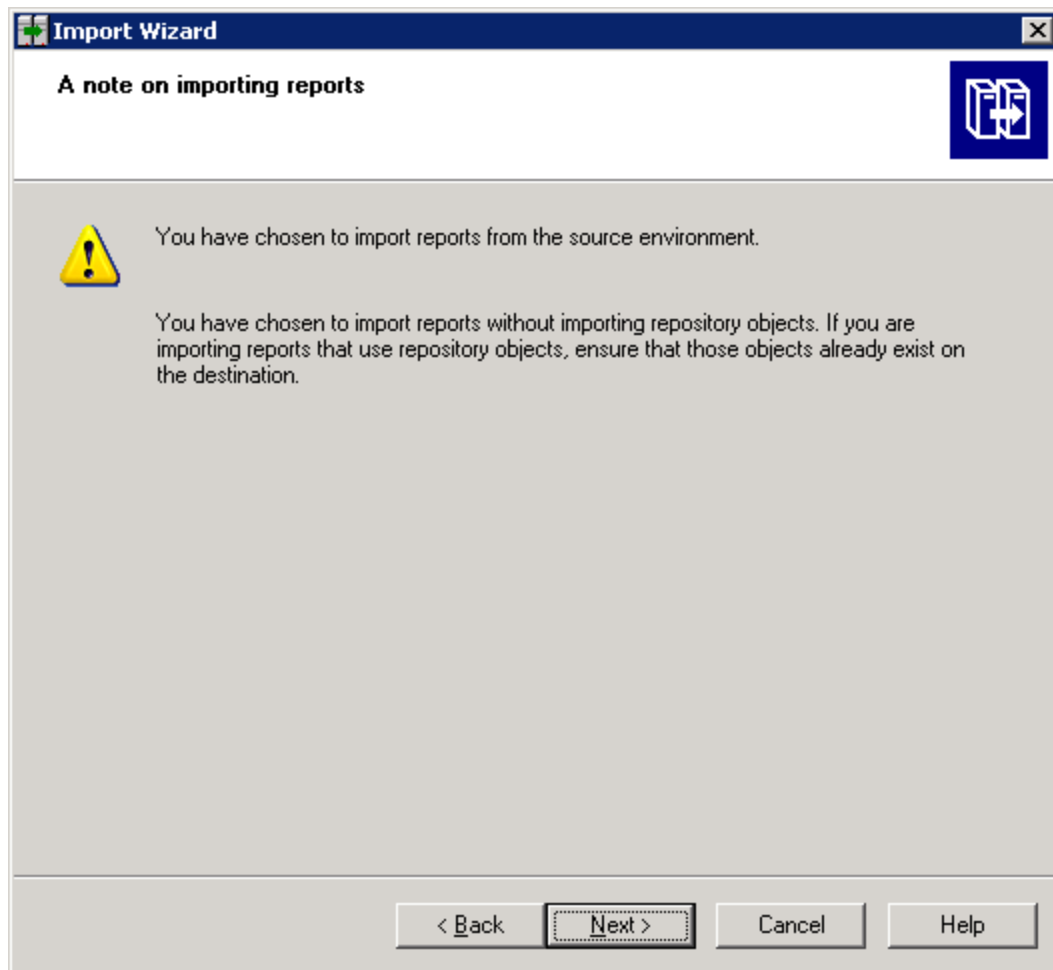 Import Wizard
A note on importing reports
You have chosen to import reports from the source environment.
You have chosen to import reports without importing repository objects. If you are
importing reports that use repository objects, ensure that those objects already exist on
the destination.
< Back Next > Cancel Help